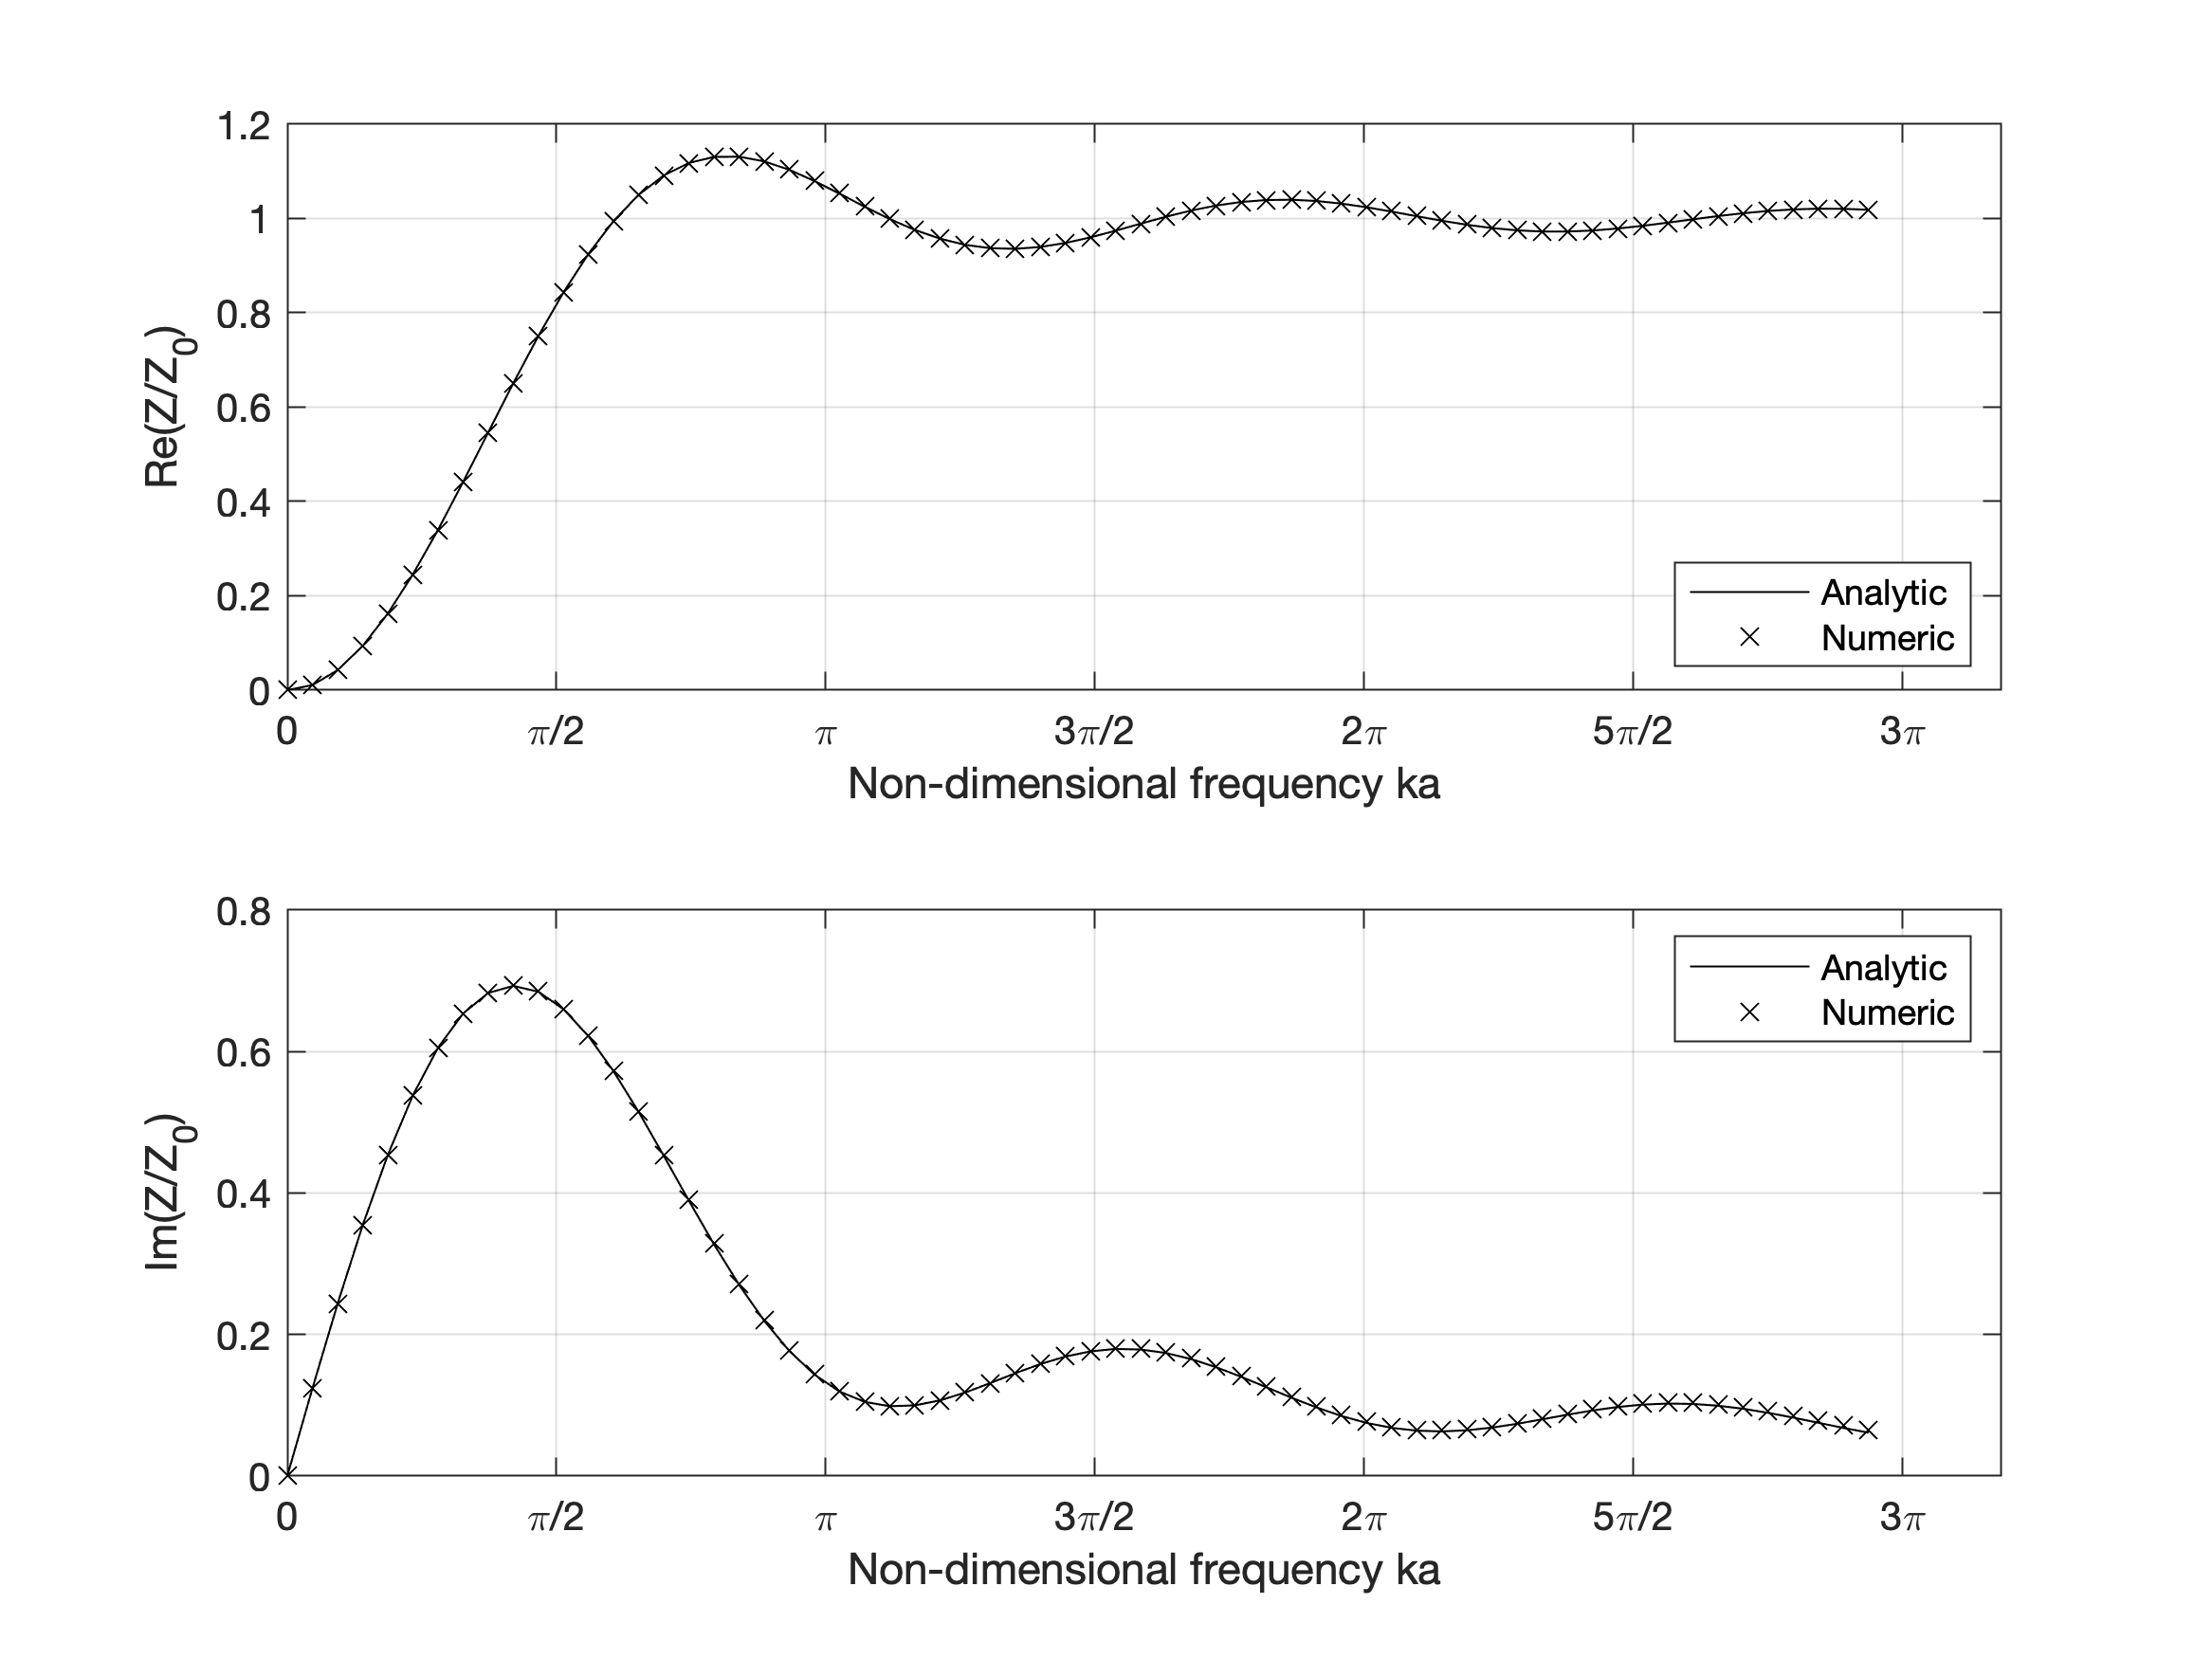 1.2
1
0.8
0.6
0.4
0.2
0
Re(Z/Z0)
Analytic
Numeric
0 π/2 π 3π/2 2π 5π/2 3π
Non-dimensional frequency ka
0.8
0.6
0.4
0.2
0
Im(Z/Z0)
Analytic
Numeric
0 π/2 π 3π/2 2π 5π/2 3π
Non-dimensional frequency ka